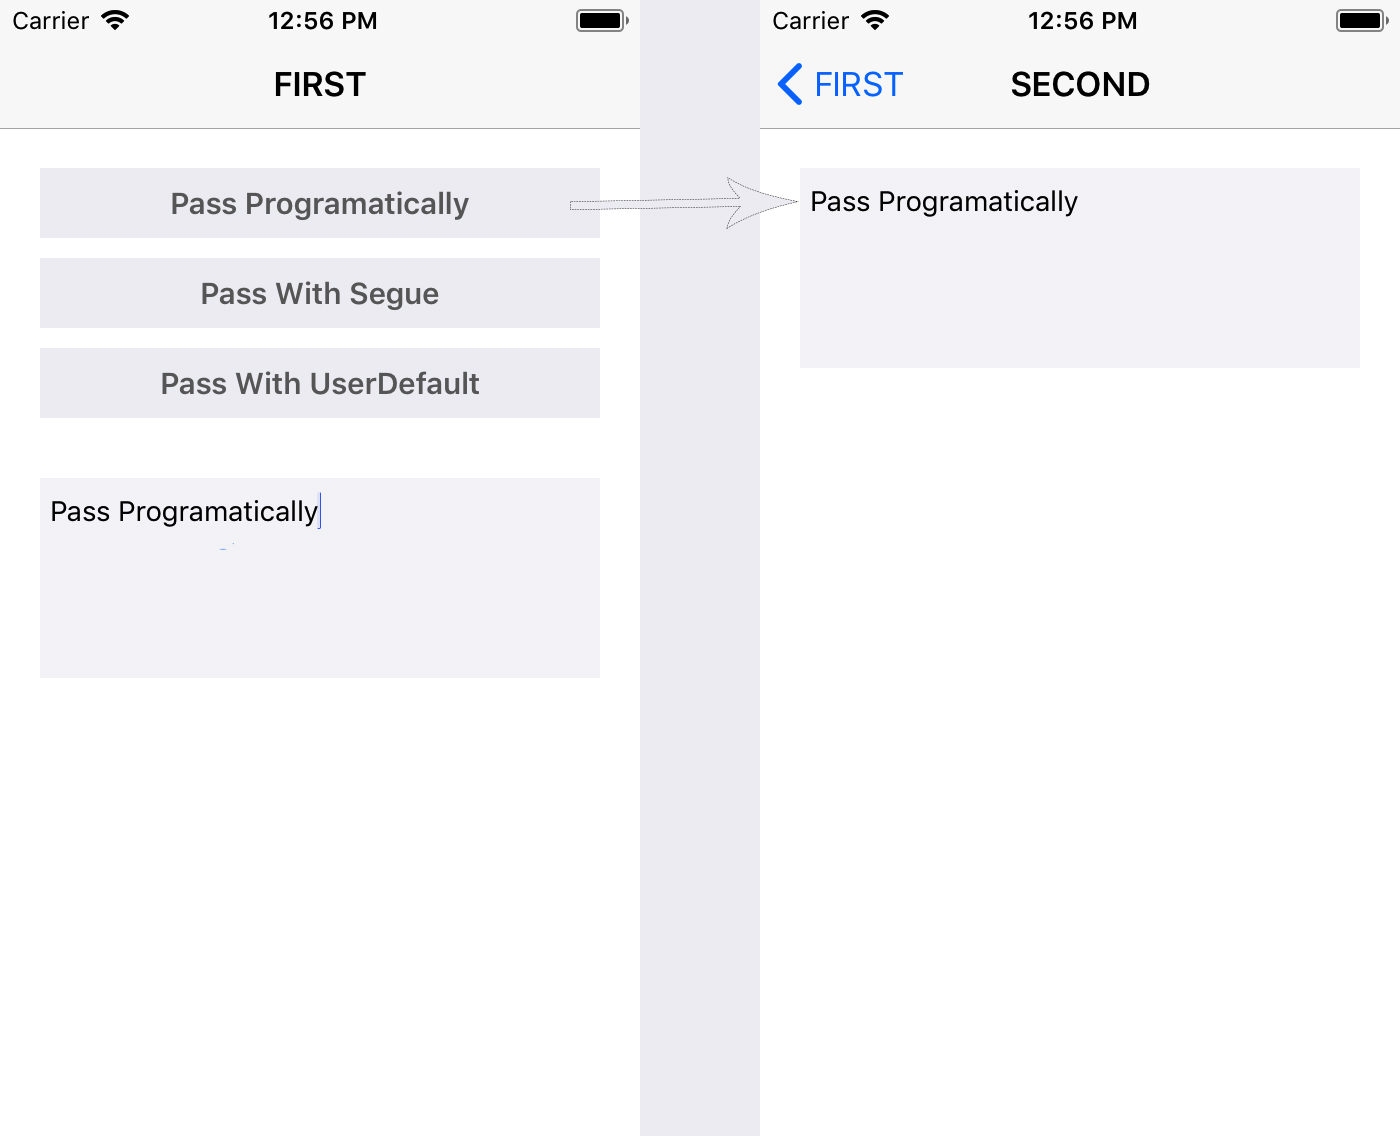 Carrier 12:56 PM
FIRST
Pass Programatically
Pass With Segue
Pass With UserDefault
Pass Programatically
Carrier 12:56 PM
FIRST SECOND
Pass Programatically